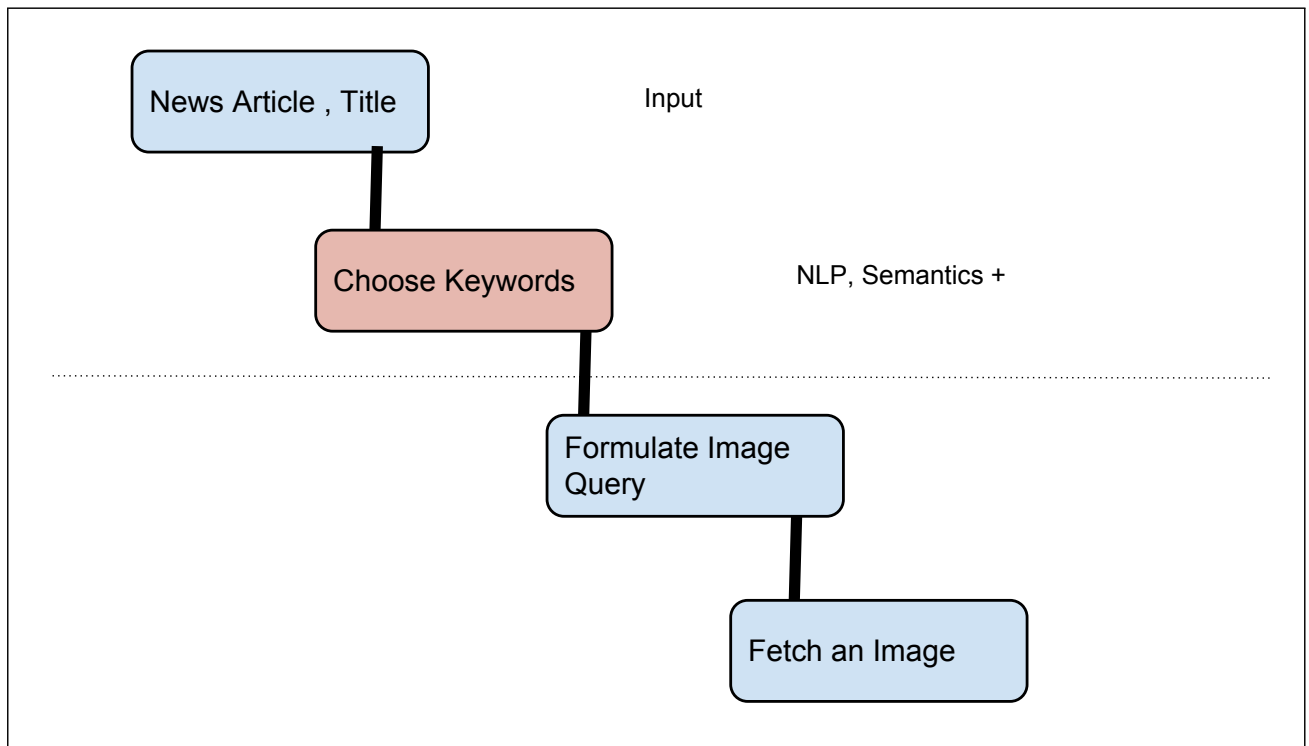 News Article , Title
Input
Choose Keywords
NLP, Semantics +
Formulate Image
Query
Fetch an Image